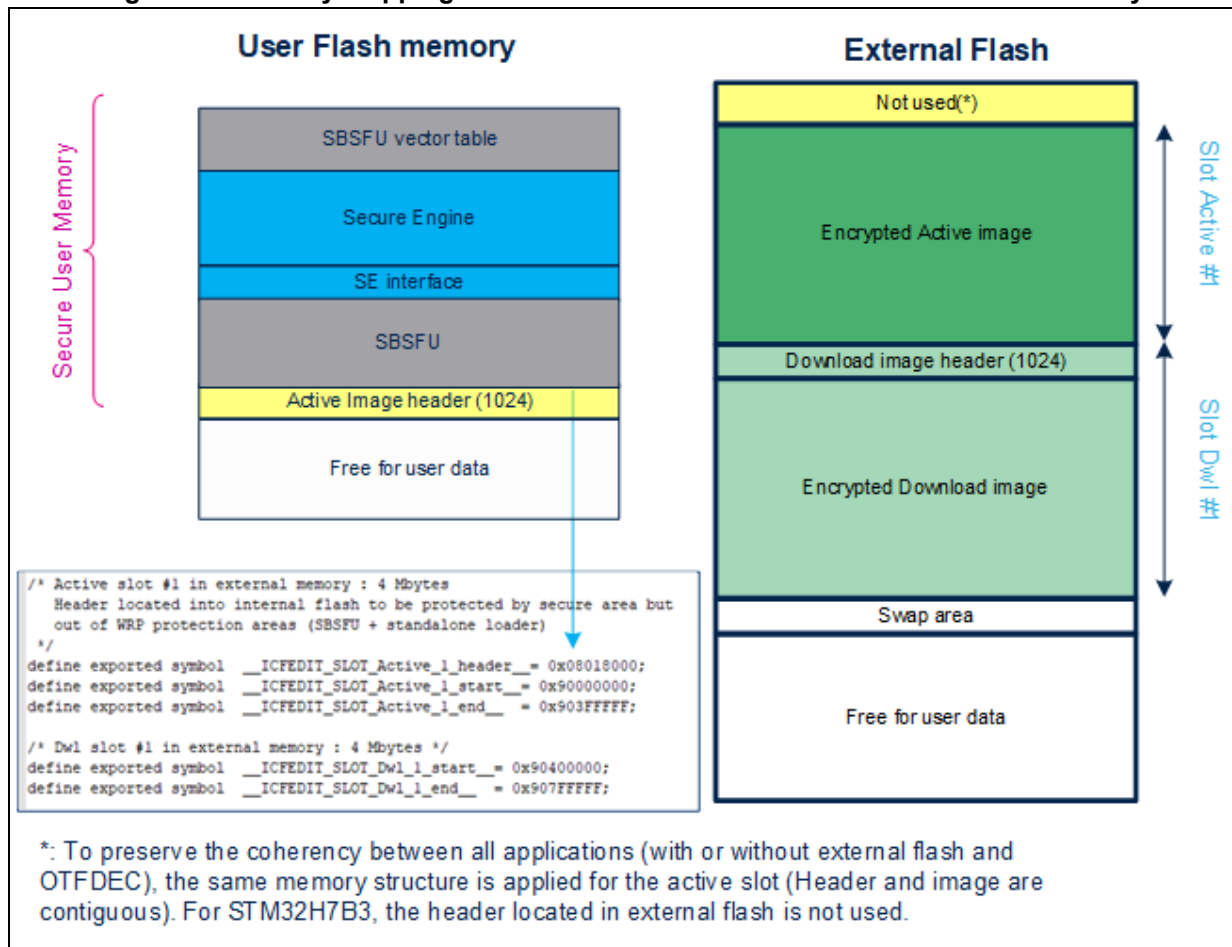 User Flash memory
External Flash
Secure User Memory
SBSFU vector table
Secure Engine
SE interface
SBSFU
Active Image header (1024)
Free for user data
Not used(*)
Encrypted Active image
Download image header (1024)
Encrypted Download image
Swap area
Free for user data
Slot Active #1
Slot Dwl #1
/* Active slot #1 in external memory : 4 Mbytes
Header located into internal flash to be protected by secure area but
out of WRP protection areas (SBSFU + standalone loader)
*/
define exported symbol __ICFEDIT_SLOT_Active_1_header__= 0x08018000;
define exported symbol __ICFEDIT_SLOT_Active_1_start__= 0x90000000;
define exported symbol __ICFEDIT_SLOT_Active_1_end__ = 0x903FFFFF;
/* Dwl slot #1 in external memory : 4 Mbytes */
define exported symbol __ICFEDIT_SLOT_Dwl_1_start__= 0x90400000;
define exported symbol __ICFEDIT_SLOT_Dwl_1_end__ = 0x907FFFFF;
*: To preserve the coherency between all applications (with or without external flash and
OTFDEC), the same memory structure is applied for the active slot (Header and image are
contiguous). For STM32H7B3, the header located in external flash is not used.